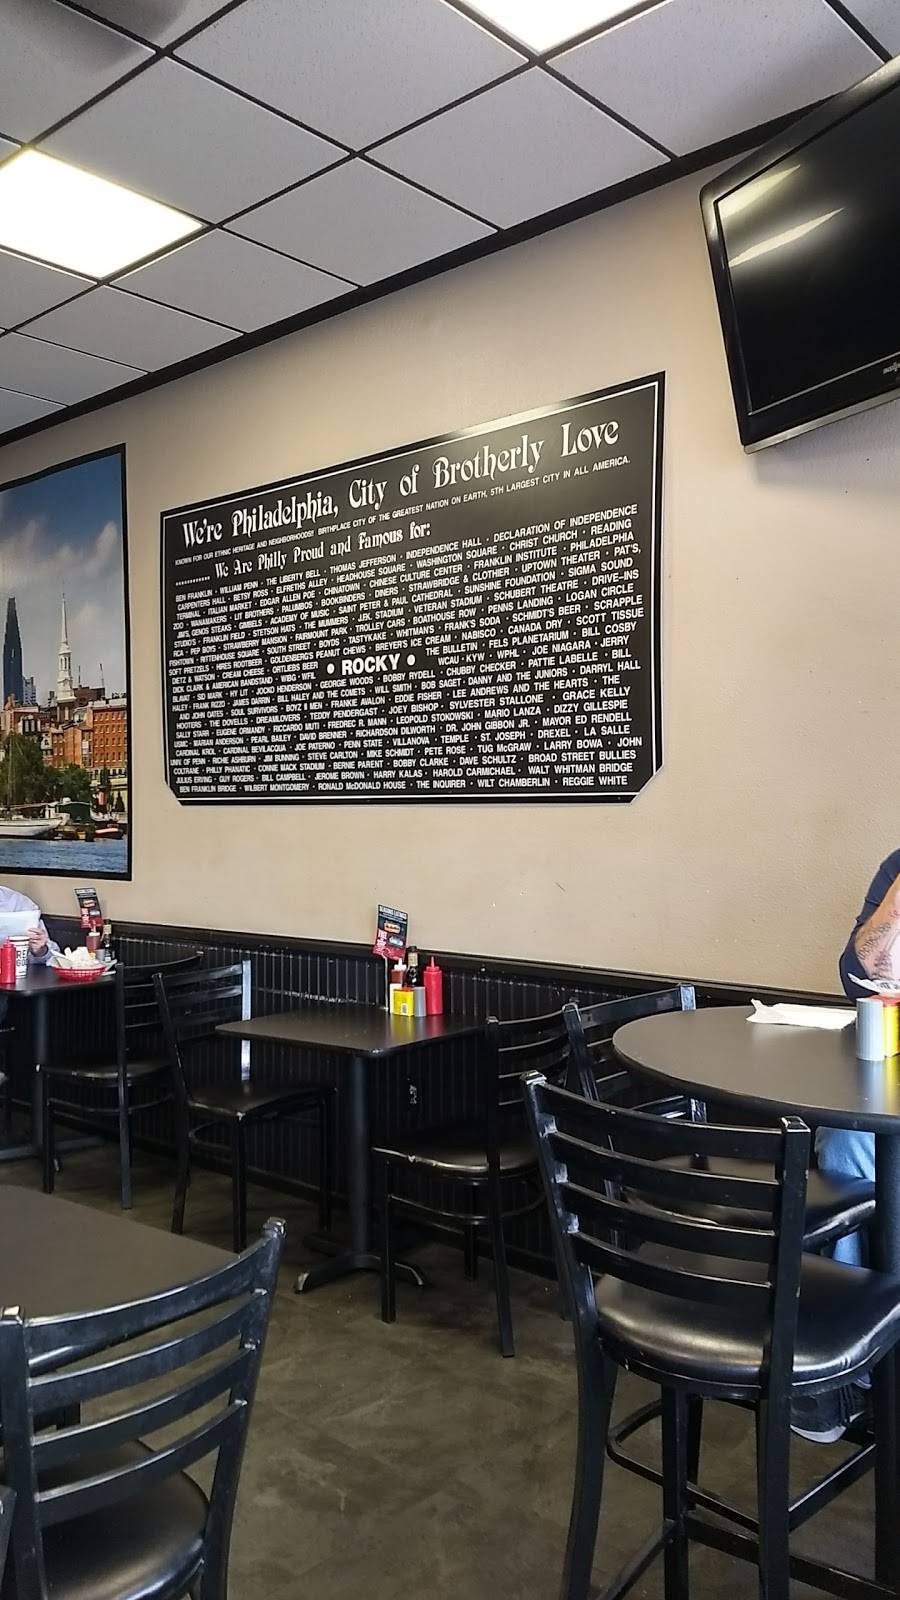 We're Philadelphia, City of Brotherly Love
KNOWN FOR OUR ETHNIC HERITAGE AND NEIGHBORHOODS!! BIRTHPLACE CITY OF THE GREATEST NATION ON EARTH, 5TH LARGEST CITY IN ALL AMERICA.
............ We Are Philly Proud and Famous for:
BEN FRANKLIN · WILLIAM PENN · THE LIBERTY BELL · THOMAS JEFFERSON · INDEPENDENCE HALL · DECLARATION OF INDEPENDENCE
CARPENTERS HALL · BETSY ROSS · ELFRETHS ALLEY · HEADHOUSE SQUARE · WASHINGTON SQUARE · CHRIST CHURCH · READING
TERMINAL · ITALIAN MARKET · EDGAR ALLEN POE · CHINATOWN · CHINESE CULTURE CENTER · FRANKLIN INSTITUTE · PHILADELPHIA
ZOO · WANAMAKERS · LIT BROTHERS · PALUMBOS · BOOKBINDERS · DINERS · STRAWBRIDGE & CLOTHIER · UPTOWN THEATER · PAT'S,
JIM'S, GENOS STEAKS · GIMBELS · ACADEMY OF MUSIC · SAINT PETER & PAUL CATHEDRAL · SUNSHINE FOUNDATION · SIGMA SOUND
STUDIO'S · FRANKLIN FIELD · STETSON HATS · THE MUMMERS · J.F.K. STADIUM · VETERAN STADIUM · SCHUBERT THEATRE · DRIVE-INS
RCA · PEP BOYS · STRAWBERRY MANSION · FAIRMOUNT PARK · TROLLEY CARS · BOATHOUSE ROW · PENNS LANDING · LOGAN CIRCLE
FISHTOWN · RITTENHOUSE SQUARE · SOUTH STREET · BOYDS · TASTYKAKE · WHITMAN'S · FRANK'S SODA · SCHMIDT'S BEER · SCRAPPLE
SOFT PRETZELS · HIRES ROOTBEER · GOLDENBERG'S PEANUT CHEWS · BREYER'S ICE CREAM · NABISCO · CANADA DRY · SCOTT TISSUE
DIETZ & WATSON · CREAM CHEESE · ORTLIEBS BEER • ROCKY • THE BULLETIN · FELS PLANETARIUM · BILL COSBY
DICK CLARK & AMERICAN BANDSTAND · WIBG · WFIL WCAU · KYW · WPHL · JOE NIAGARA · JERRY
BLAVAT · SID MARK · HY LIT · JOCKO HENDERSON · GEORGIE WOODS · BOBBY RYDELL · CHUBBY CHECKER · PATTIE LABELLE · BILL
HALEY · FRANK RIZZO · JAMES DARRIN · BILL HALEY AND THE COMETS · WILL SMITH · BOB SAGET · DANNY AND THE JUNIORS · DARRYL HALL
AND JOHN OATES · SOUL SURVIVORS · BOYZ II MEN · FRANKIE AVALON · EDDIE FISHER · LEE ANDREWS AND THE HEARTS · THE
HOOTERS · THE DOVELLS · DREAMLOVERS · TEDDY PENDERGAST · JOEY BISHOP · SYLVESTER STALLONE · GRACE KELLY
SALLY STARR · EUGENE ORMANDY · RICCARDO MUTI · FREDREC R. MANN · LEOPOLD STOKOWSKI · MARIO LANZA · DIZZY GILLESPIE
USMC · MARIAN ANDERSON · PEARL BAILEY · DAVID BRENNER · RICHARDSON DILWORTH · DR. JOHN GIBBON JR. · MAYOR ED RENDELL
CARDINAL KROL · CARDINAL BEVILACQUA · JOE PATERNO · PENN STATE · VILLANOVA · TEMPLE · ST. JOSEPH · DREXEL · LA SALLE
UNIV. OF PENN · RICHIE ASHBURN · JIM BUNNING · STEVE CARLTON · MIKE SCHMIDT · PETE ROSE · TUG McGRAW · LARRY BOWA · JOHN
COLTRANE · PHILLY PHANATIC · CONNIE MACK STADIUM · BERNIE PARENT · BOBBY CLARKE · DAVE SCHULTZ · BROAD STREET BULLIES
JULIUS ERVING · ROY ROGERS · BILL CAMPBELL · JEROME BROWN · HARRY KALAS · HAROLD CARMICHAEL · WALT WHITMAN BRIDGE
BEN FRANKLIN BRIDGE · WILBERT MONTGOMERY · RONALD McDONALD HOUSE · THE INQUIRER · WILT CHAMBERLIN · REGGIE WHITE